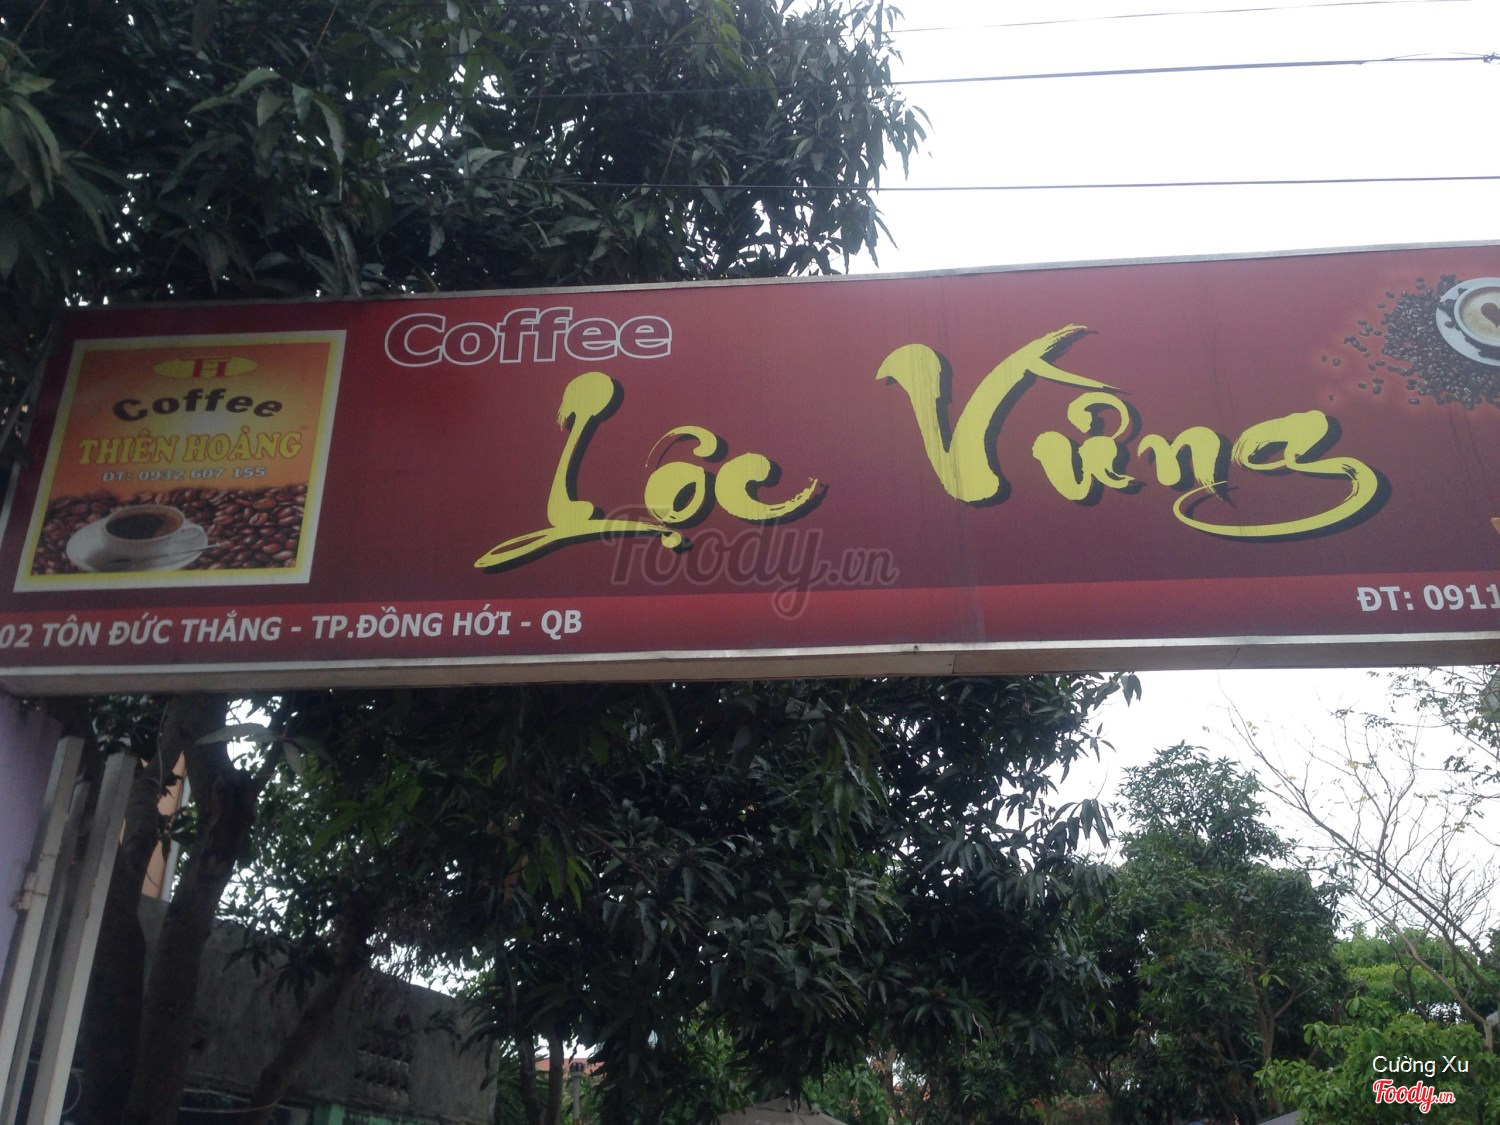 H
Coffee
THIÊN HOÀNG
ĐT: 0932 607 155
Coffee
Lộc Vừng
02 TÔN ĐỨC THẮNG - TP.ĐỒNG HỚI - QB
ĐT: 0911
Foody.vn
Cường Xu
Foody.vn